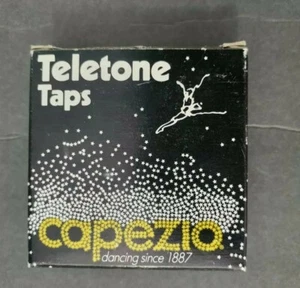 Teletone
Taps
capezio
dancing since 1887